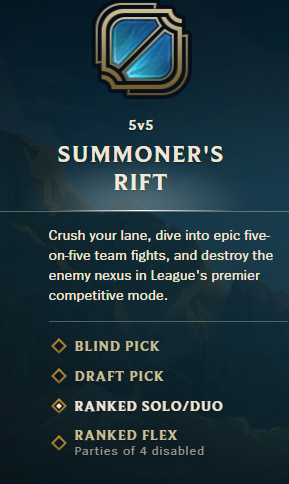 5v5
SUMMONER'S
RIFT
Crush your lane, dive into epic five-
on-five team fights, and destroy the
enemy nexus in League's premier
competitive mode.
BLIND PICK
DRAFT PICK
RANKED SOLO/DUO
RANKED FLEX
Parties of 4 disabled